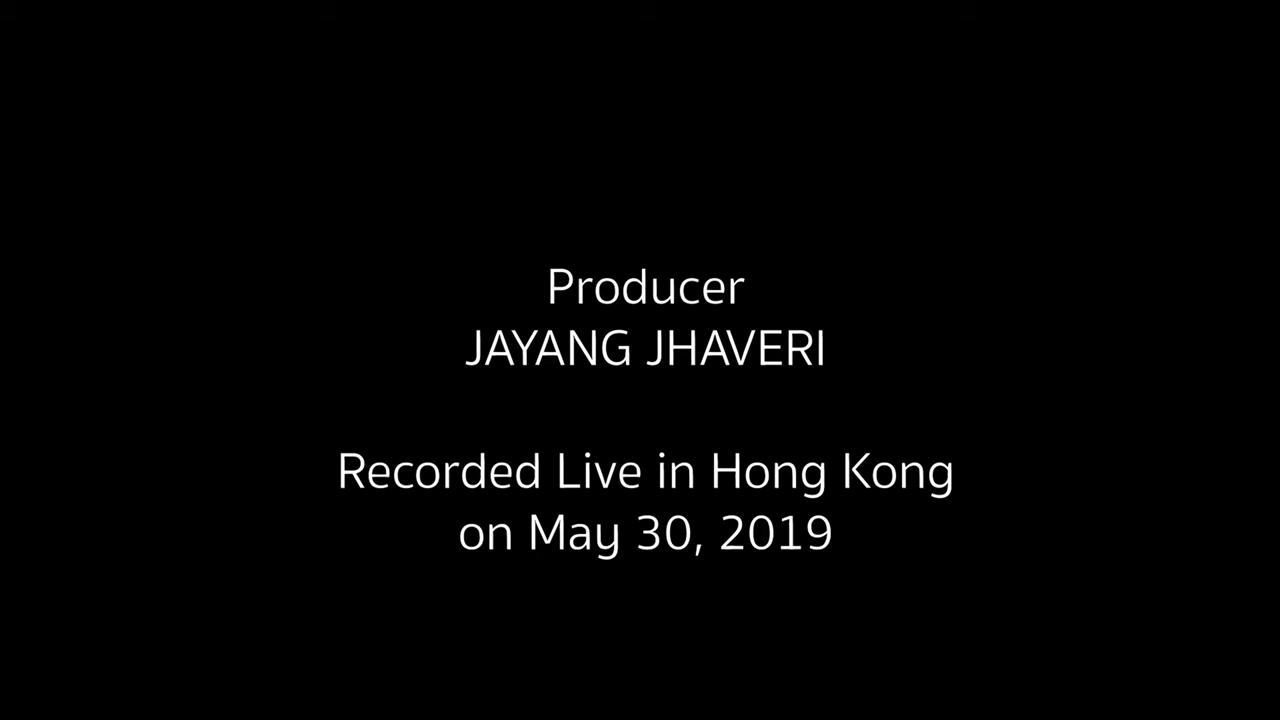 Producer
JAYANG JHAVERI
Recorded Live in Hong Kong
on May 30, 2019